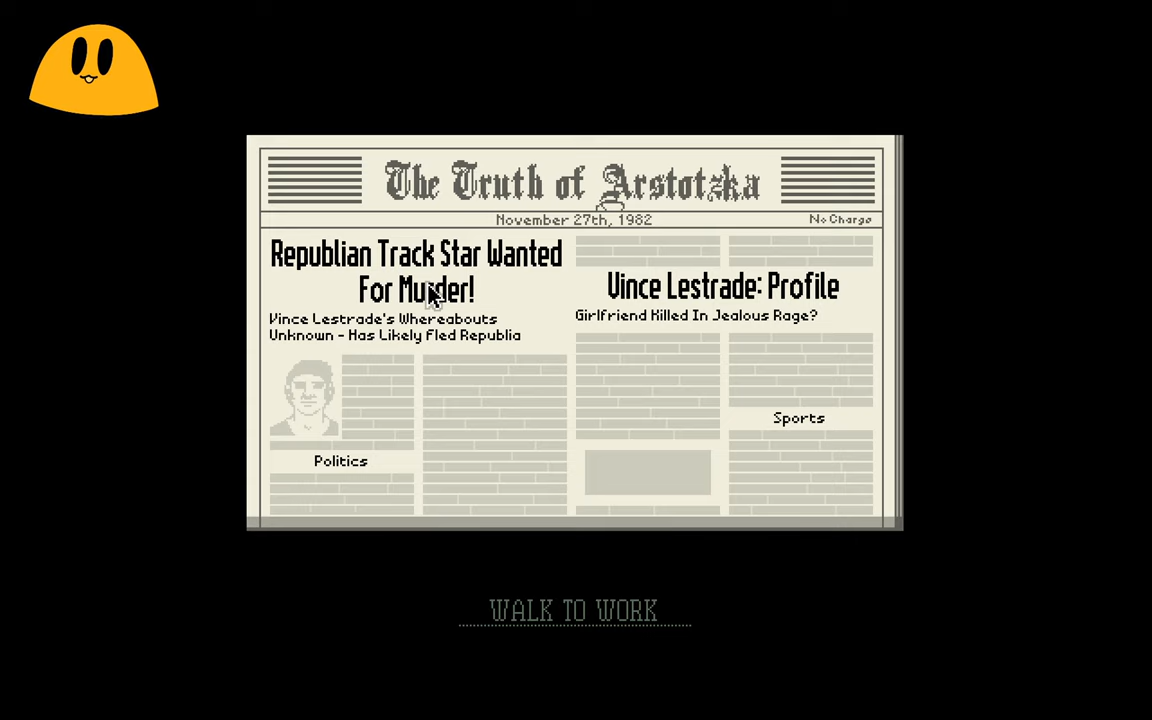 The Truth of Arstotzka
November 27th, 1982
No Charge
Republian Track Star Wanted
For Murder!
Vince Lestrade's Whereabouts
Unknown - Has Likely Fled Republia
Politics
Vince Lestrade: Profile
Girlfriend Killed In Jealous Rage?
Sports
WALK TO WORK